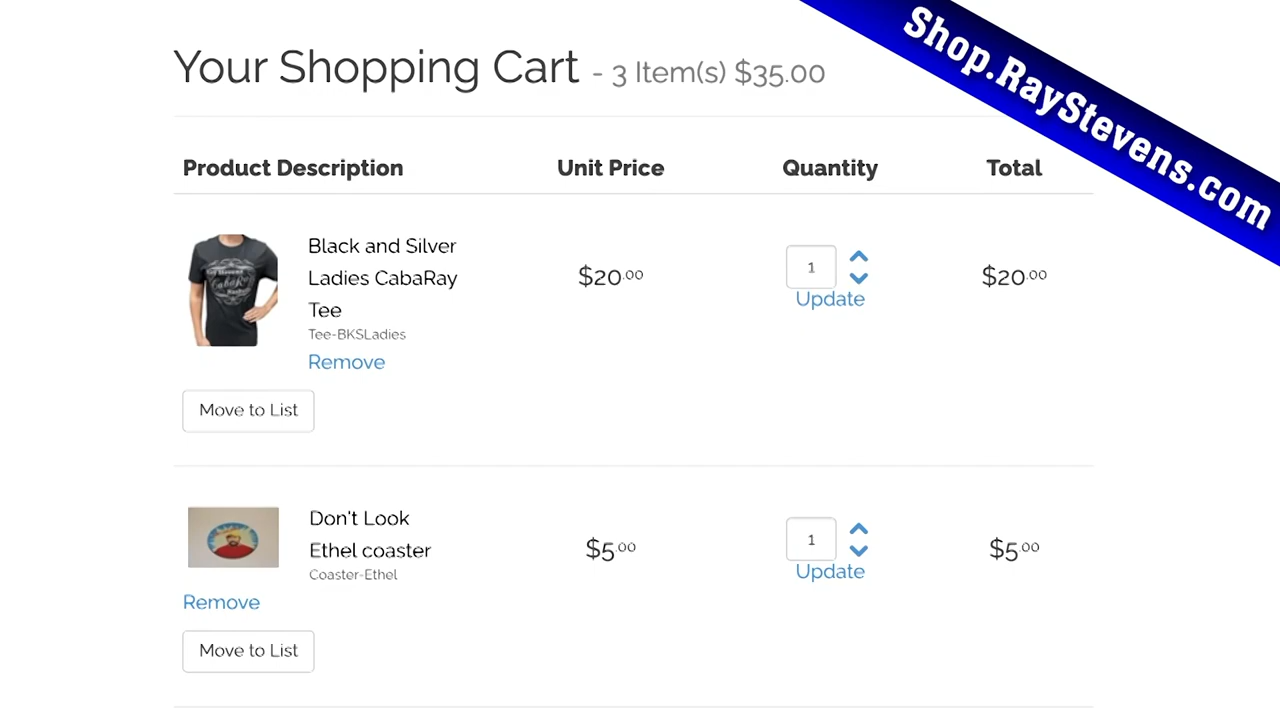 Shop.RayStevens.com
Your Shopping Cart - 3 Item(s) $35.00
Product Description Unit Price Quantity Total
Black and Silver
Ladies CabaRay
Tee
Tee-BKSLadies
Remove
$20.00
1
Update
$20.00
Move to List
CabaRay
Don't Look
Ethel coaster
Coaster-Ethel
$5.00
1
Update
$5.00
Remove
Move to List